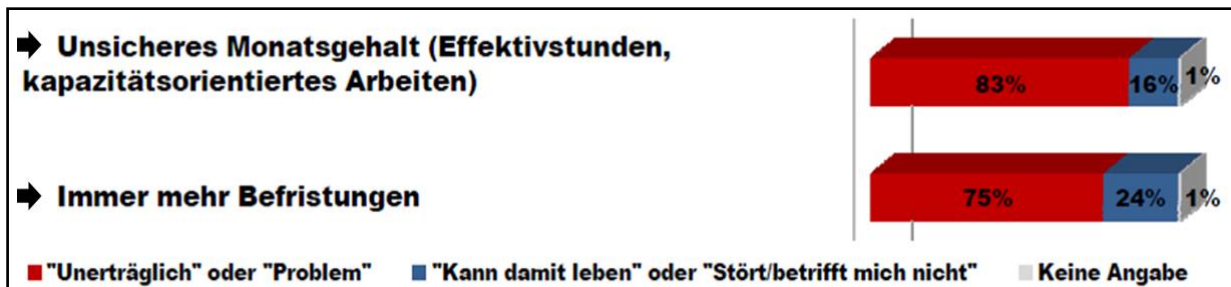 ➔ Unsicheres Monatsgehalt (Effektivstunden,
kapazitätsorientiertes Arbeiten)
83% 16% 1%
➔ Immer mehr Befristungen
75% 24% 1%
"Unerträglich" oder "Problem" "Kann damit leben" oder "Stört/betrifft mich nicht" Keine Angabe